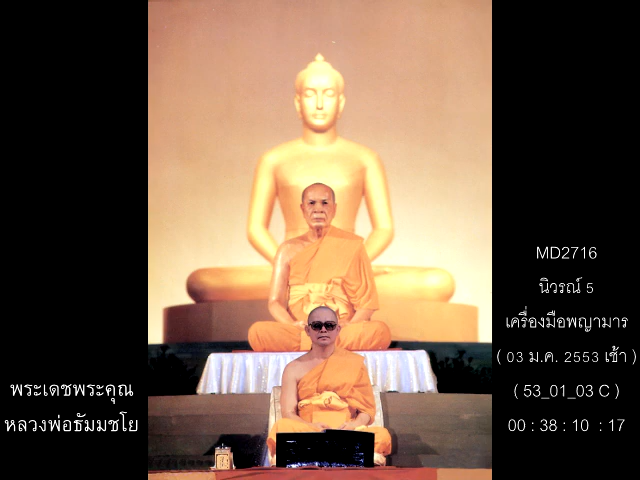 พระเดชพระคุณ
หลวงพ่อธัมมชโย
MD2716
นิวรณ์ 5
เครื่องมือพญามาร
( 03 ม.ค. 2553 เช้า )
( 53_01_03 C )
00 : 38 : 10 : 17